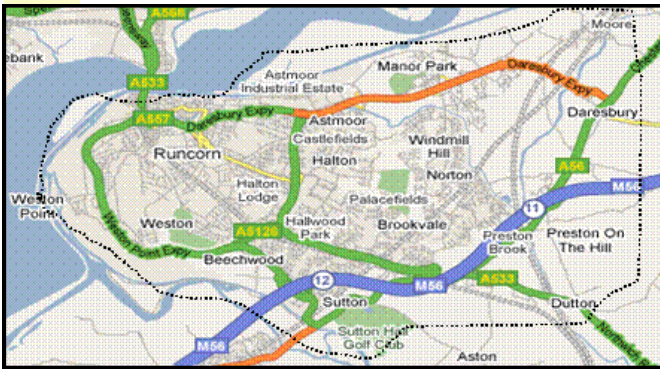 A568
Moore
ebank
A533
Manor Park
Daresbury Expy
Astmoor
Industrial Estate
A557
Daresbury Expy
Astmoor
Daresbury
Castlefields
Windmill
Hill
Runcorn
Halton
A56
Norton
Halton
Lodge
M56
Weston
Point
Palacefields
11
Weston
Hallwood
Park
Brookvale
A5126
Preston
Brook
Preston On
The Hill
Weston Point Expy
Beechwood
12
M56
A533
Sutton
Dutton
M56
Sutton Hall
Golf Club
Aston